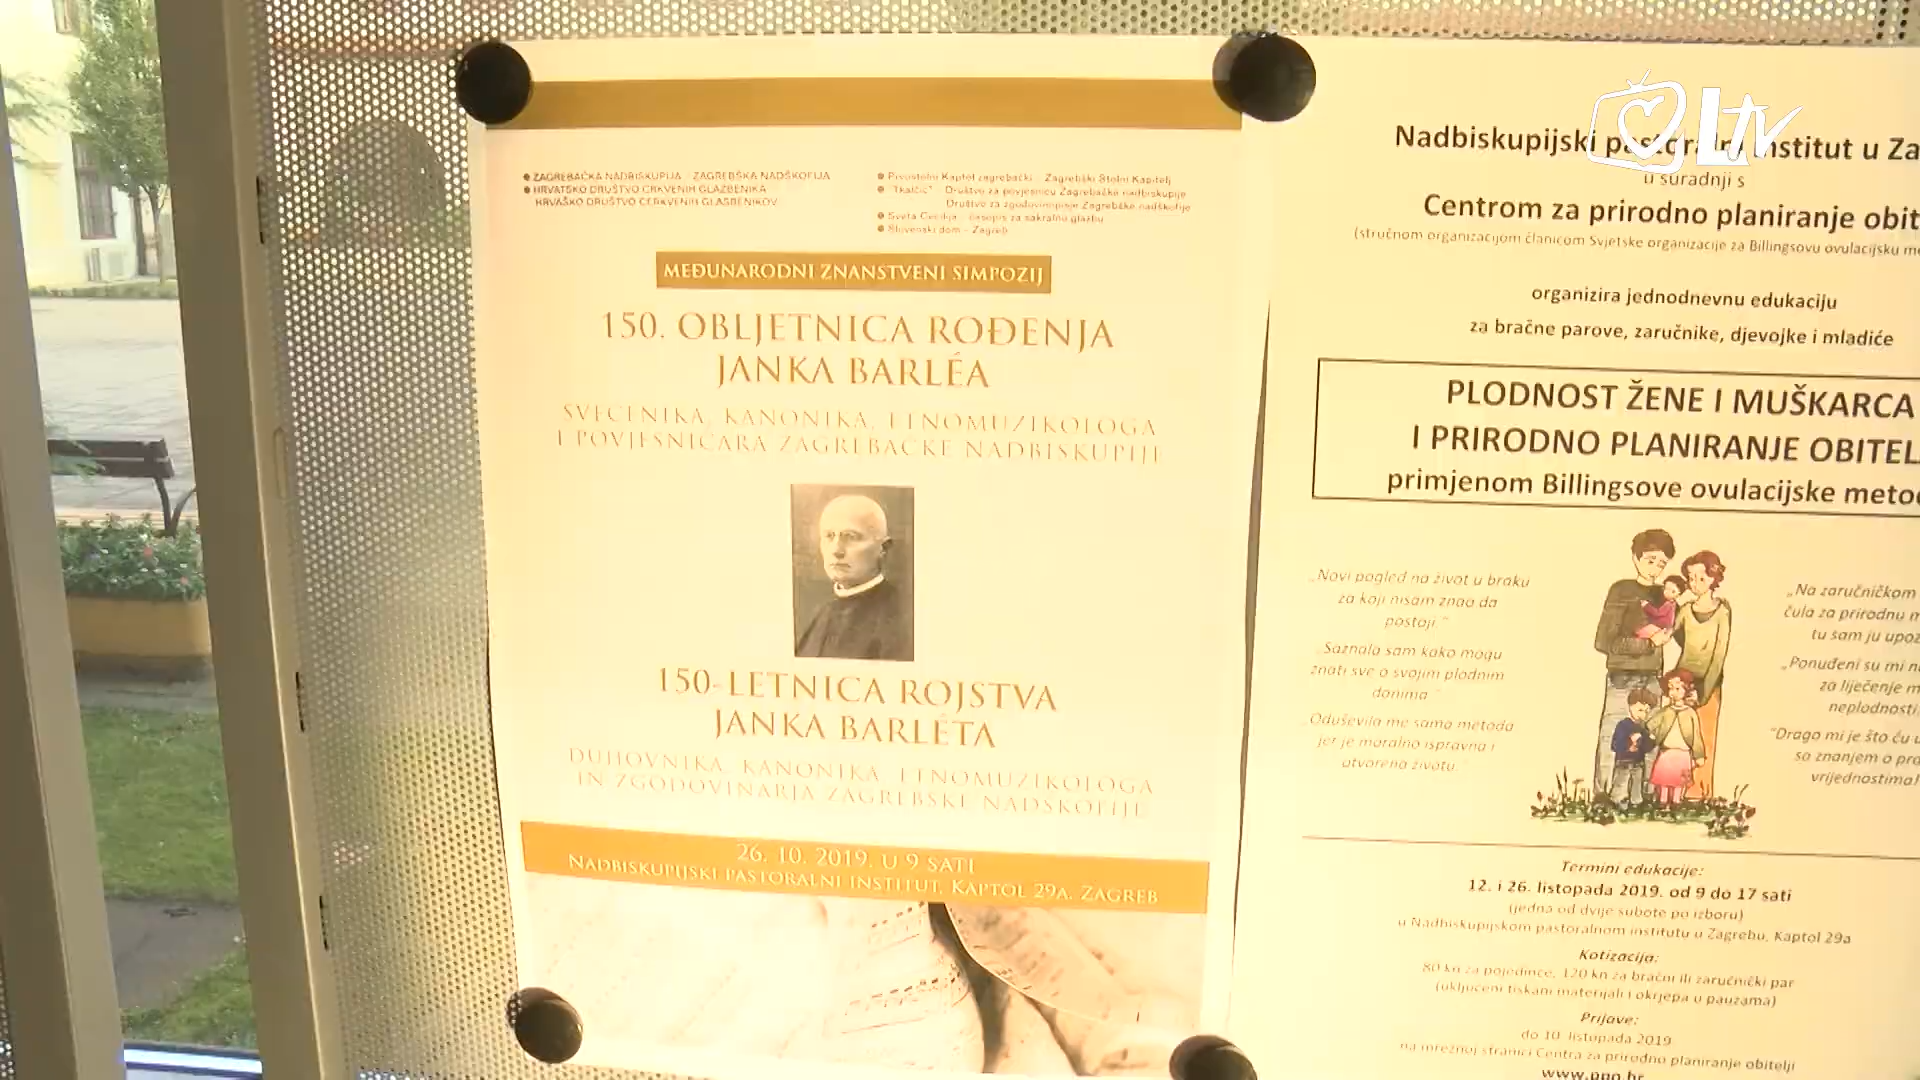 LTV
ZAGREBAČKA NADBISKUPIJA - ZAGREBŠKA NADŠKOFIJA
HRVATSKO DRUŠTVO CRKVENIH GLAZBENIKA
HRVAŠKO DRUŠTVO CERKVENIH GLASBENIKOV
Prvostolni Kaptol zagrebački - Zagrebški Stolni Kapitelj
"Tkalčić" - Društvo za povjesnicu Zagrebačke nadbiskupije
Društvo za zgodovinopisje Zagrebške nadškofije
Sveta Cecilija - časopis za sakralnu glazbu
Slovenski dom - Zagreb
MEĐUNARODNI ZNANSTVENI SIMPOZIJ
150. OBLJETNICA ROĐENJA
JANKA BARLÉA
SVEĆENIKA, KANONIKA, ETNOMUZIKOLOGA
I POVJESNIČARA ZAGREBAČKE NADBISKUPIJE
150-LETNICA ROJSTVA
JANKA BARLÉTA
DUHOVNIKA, KANONIKA, ETNOMUZIKOLOGA
IN ZGODOVINARJA ZAGREBŠKE NADŠKOFIJE
26. 10. 2019. U 9 SATI
NADBISKUPIJSKI PASTORALNI INSTITUT, KAPTOL 29A, ZAGREB
Nadbiskupijski pastoralni institut u Za
u suradnji s
Centrom za prirodno planiranje obit
(stručnom organizacijom članicom Svjetske organizacije za Billingsovu ovulacijsku me
organizira jednodnevnu edukaciju
za bračne parove, zaručnike, djevojke i mladiće
PLODNOST ŽENE I MUŠKARCA
I PRIRODNO PLANIRANJE OBITEL
primjenom Billingsove ovulacijske meto
„Novi pogled na život u braku
za koji nisam znao da
postoji."
„Saznala sam kako mogu
znati sve o svojim plodnim
danima."
„Oduševila me sama metoda
jer je moralno ispravna i
otvorena životu."
„Na zaručničkom
čula za prirodnu m
tu sam ju upoz
„Ponuđeni su mi n
za liječenje m
neplodnosti.
"Drago mi je što ću u
sa znanjem o pro
vrijednostima!
Termini edukacije:
12. i 26. listopada 2019. od 9 do 17 sati
(jedna od dvije subote po izboru)
u Nadbiskupijskom pastoralnom institutu u Zagrebu, Kaptol 29a
Kotizacija:
80 kn za pojedince, 120 kn za bračni ili zaručnički par
(uključeni tiskani materijali i okrjepa u pauzama)
Prijave:
do 10. listopada 2019
na mrežnoj stranici Centra za prirodno planiranje obitelji
www.ppo.hr